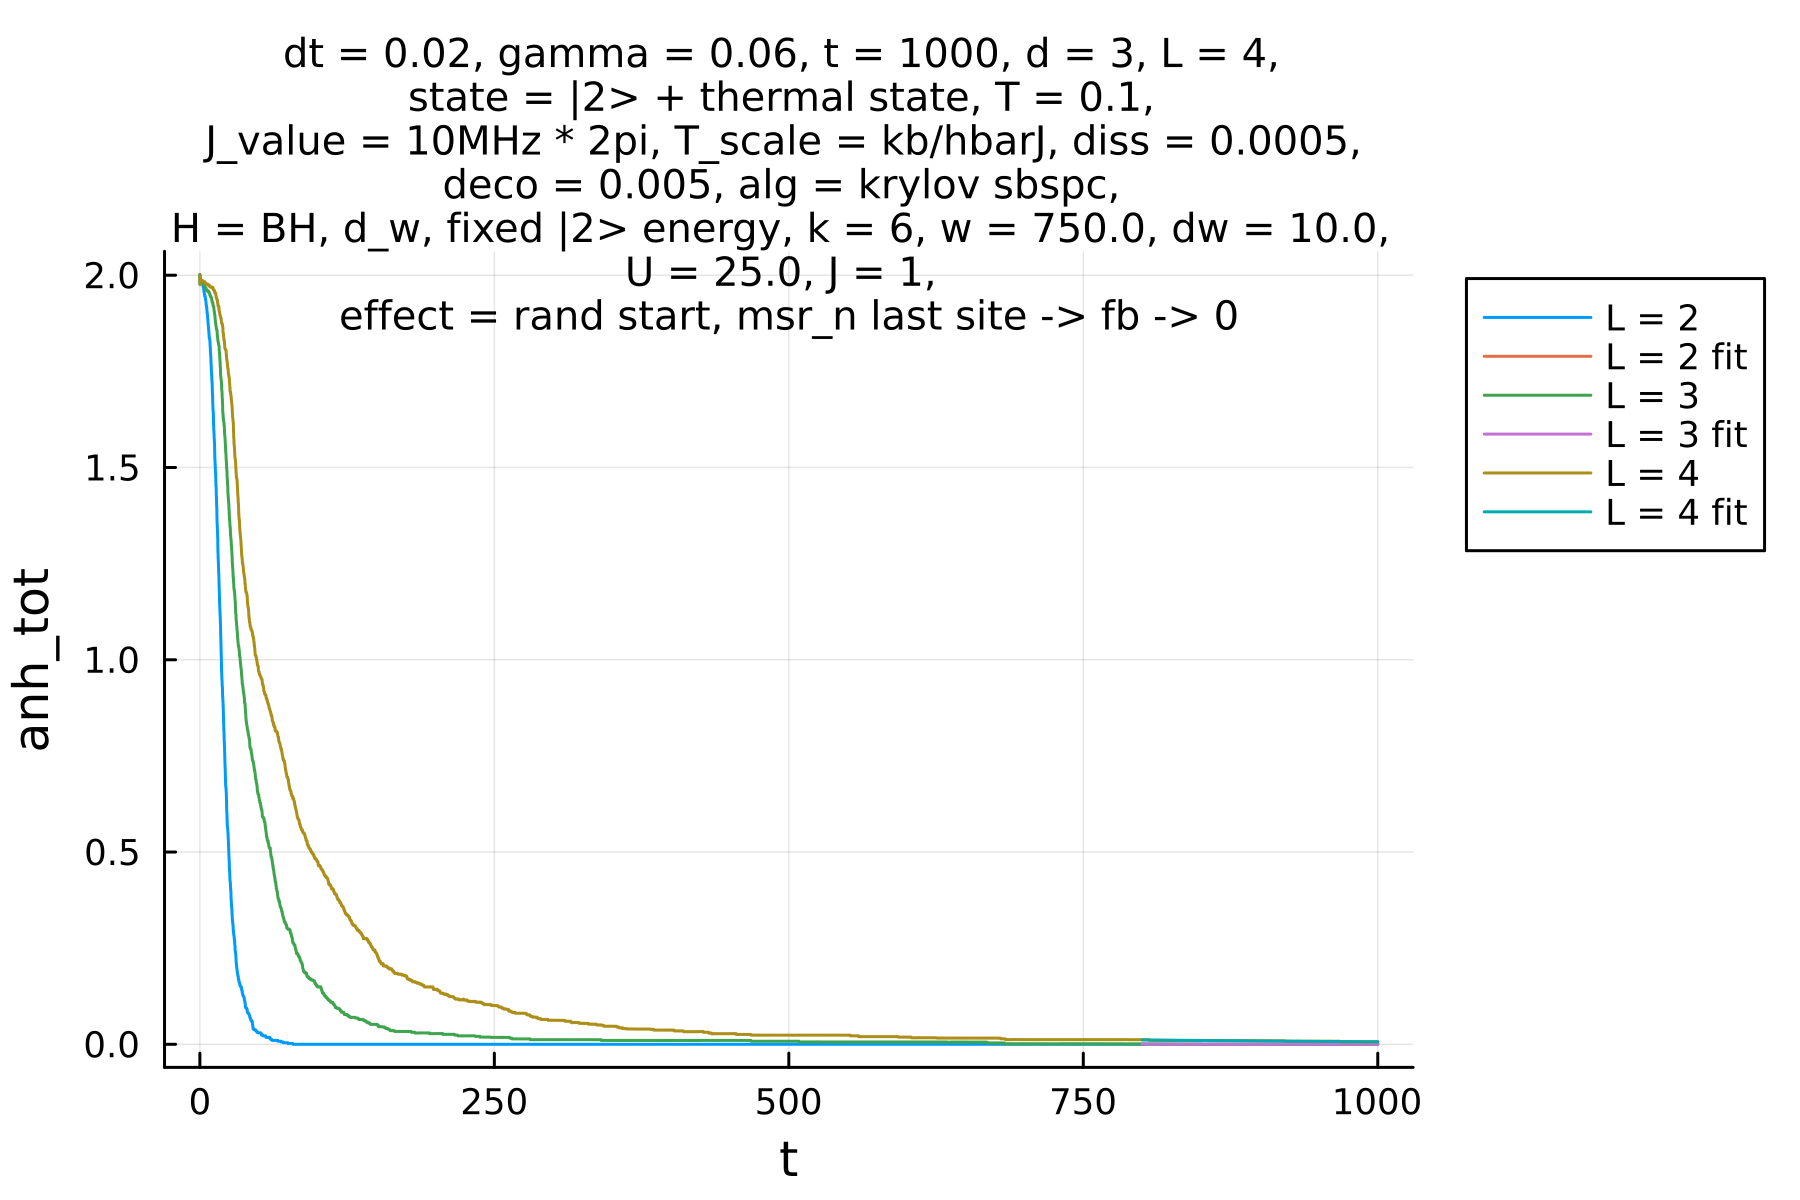 dt = 0.02, gamma = 0.06, t = 1000, d = 3, L = 4,
state = |2> + thermal state, T = 0.1,
J_value = 10MHz * 2pi, T_scale = kb/hbarJ, diss = 0.0005,
deco = 0.005, alg = krylov sbspc,
H = BH, d_w, fixed |2> energy, k = 6, w = 750.0, dw = 10.0,
U = 25.0, J = 1,
effect = rand start, msr_n last site -> fb -> 0
2.0
1.5
1.0
0.5
0.0
anh_tot
0
250
500
750
1000
t
L = 2
L = 2 fit
L = 3
L = 3 fit
L = 4
L = 4 fit